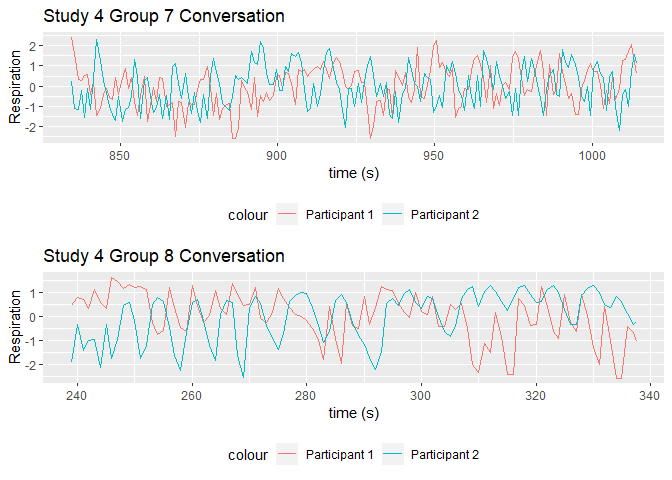 Study 4 Group 7 Conversation
Respiration
2
1
0
-1
-2
850
900
950
1000
time (s)
colour Participant 1 Participant 2
Study 4 Group 8 Conversation
Respiration
1
0
-1
-2
240
260
280
300
320
340
time (s)
colour Participant 1 Participant 2